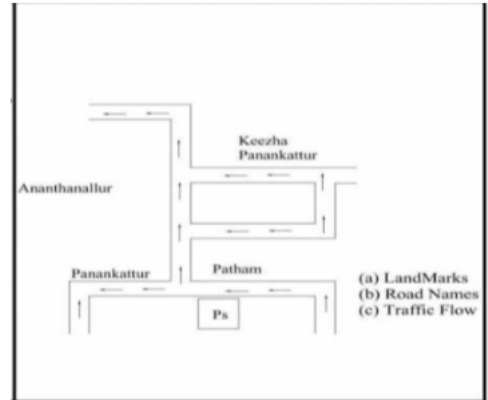 Keezha
Panankattur
Ananthanallur
Panankattur
Patham
Ps
(a) LandMarks
(b) Road Names
(c) Traffic Flow